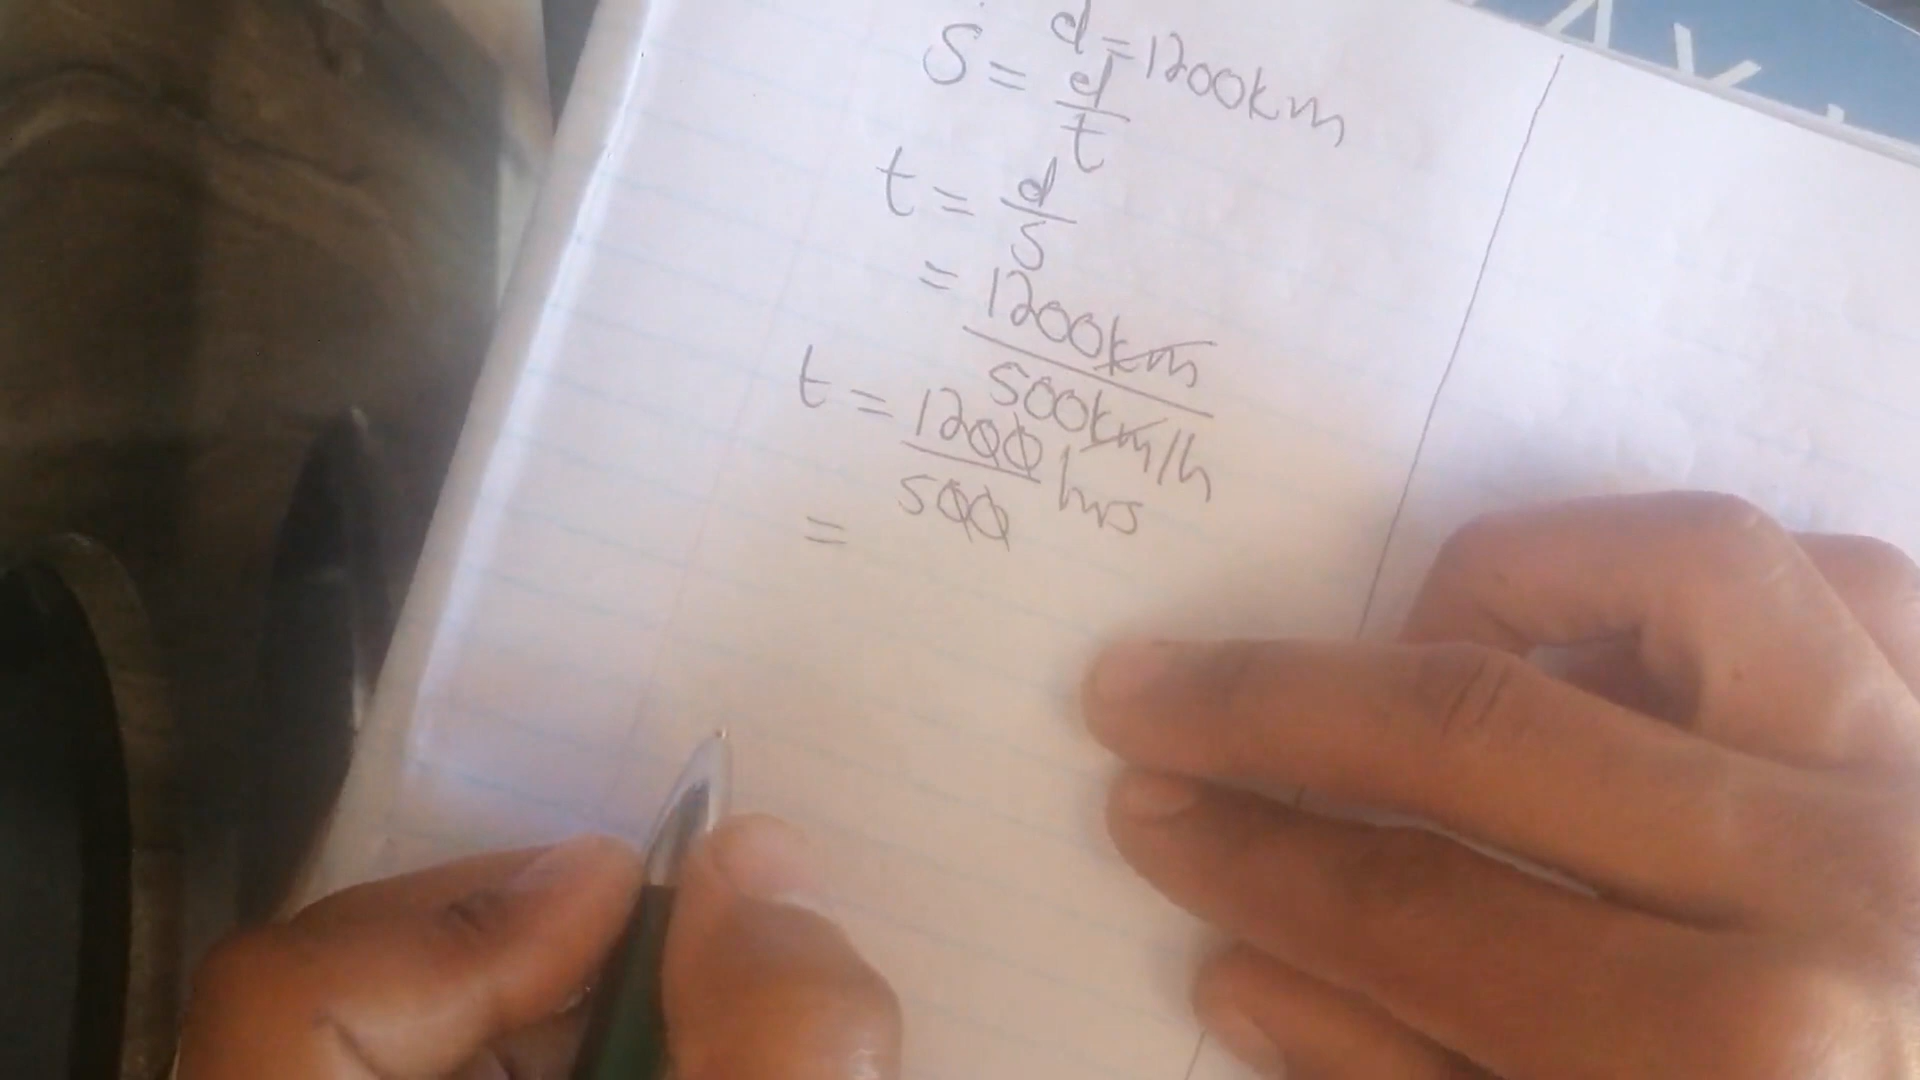 d = 1200km
S = d/t
t = d/s
= 1200km/500km/h
t = 1200/500 hrs
=